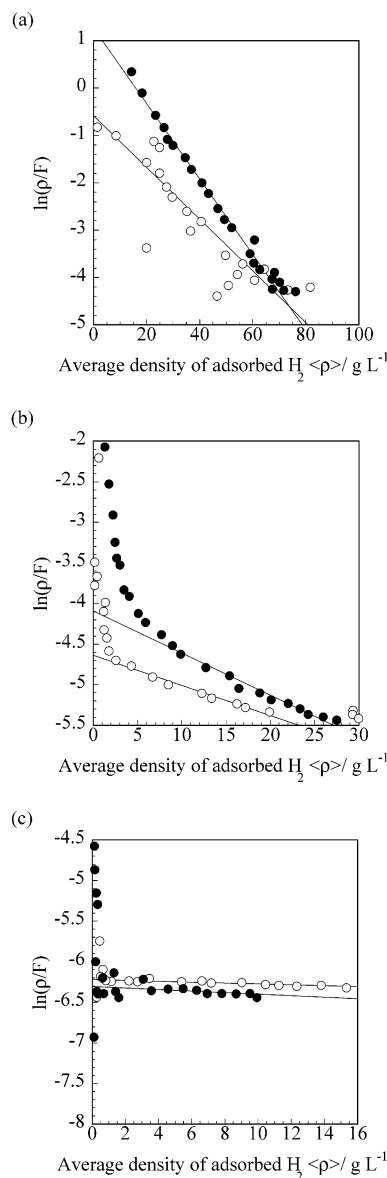 (a)
1
0
-1
-2
-3
-4
-5
ln(ρ/F)
0 20 40 60 80 100
Average density of adsorbed H2 <ρ>/ g L-1
(b)
-2
-2.5
-3
-3.5
-4
-4.5
-5
-5.5
ln(ρ/F)
0 5 10 15 20 25 30
Average density of adsorbed H2 <ρ>/ g L-1
(c)
-4.5
-5
-5.5
-6
-6.5
-7
-7.5
-8
ln(ρ/F)
0 2 4 6 8 10 12 14 16
Average density of adsorbed H2 <ρ>/ g L-1